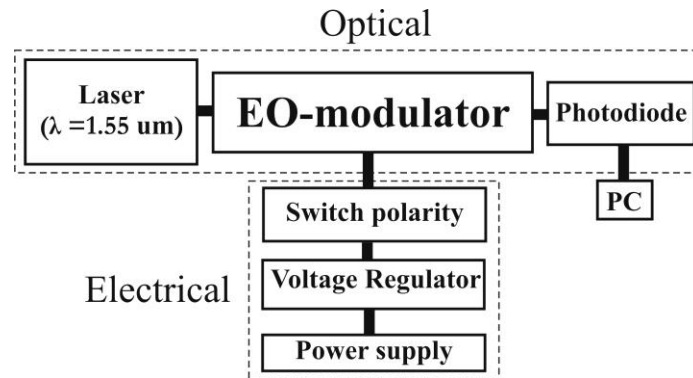 Optical
Laser
(λ =1.55 um)
EO-modulator
Photodiode
PC
Switch polarity
Electrical
Voltage Regulator
Power supply